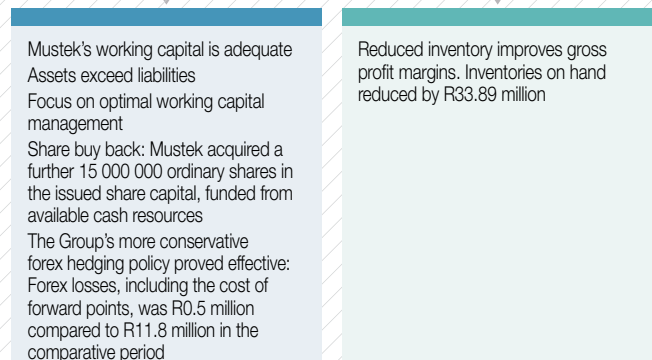 Mustek’s working capital is adequate
Assets exceed liabilities
Focus on optimal working capital
management
Share buy back: Mustek acquired a
further 15 000 000 ordinary shares in
the issued share capital, funded from
available cash resources
The Group’s more conservative
forex hedging policy proved effective:
Forex losses, including the cost of
forward points, was R0.5 million
compared to R11.8 million in the
comparative period
Reduced inventory improves gross
profit margins. Inventories on hand
reduced by R33.89 million